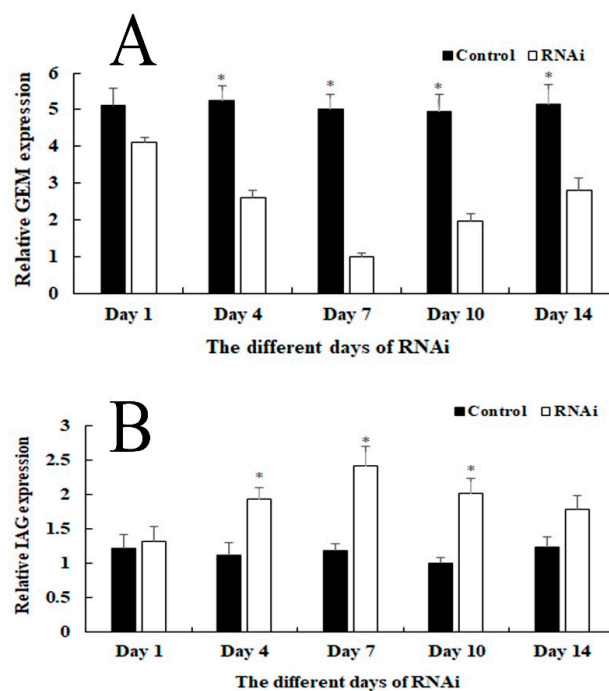 A
Control RNAi
Relative GEM expression
6
5
4
3
2
1
0
* * * *
Day 1 Day 4 Day 7 Day 10 Day 14
The different days of RNAi
B
Control RNAi
Relative IAG expression
3
2.5
2
1.5
1
0.5
0
* * *
Day 1 Day 4 Day 7 Day 10 Day 14
The different days of RNAi